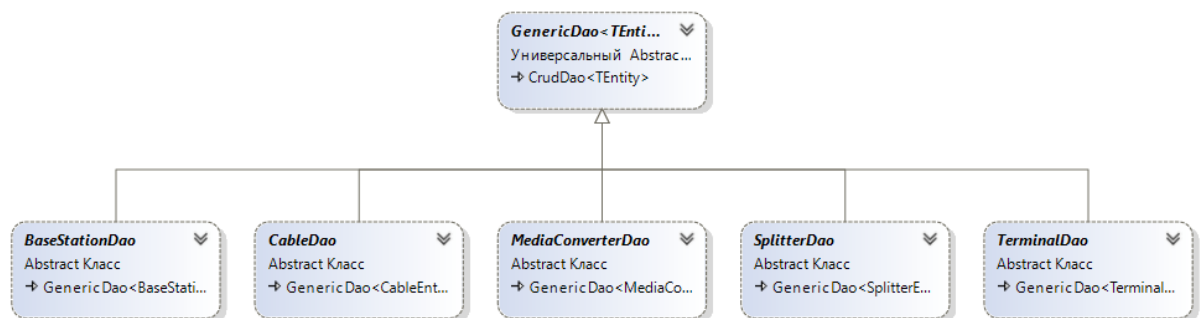 GenericDao<TEnti...
Универсальный Abstrac...
CrudDao<TEntity>
BaseStationDao
Abstract Класс
GenericDao<BaseStati...
CableDao
Abstract Класс
GenericDao<CableEnt...
MediaConverterDao
Abstract Класс
GenericDao<MediaCo...
SplitterDao
Abstract Класс
GenericDao<SplitterE...
TerminalDao
Abstract Класс
GenericDao<Terminal...